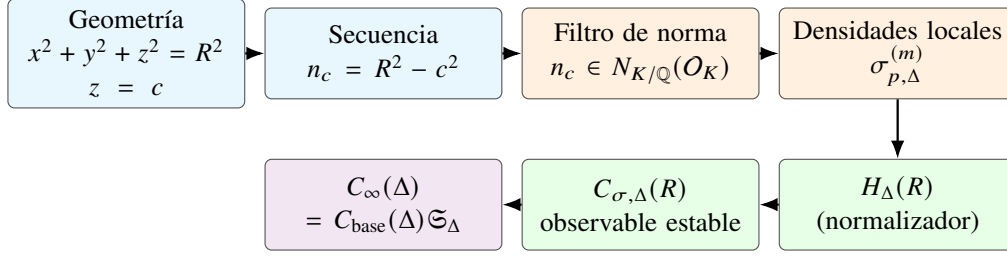 Geometría
x² + y² + z² = R²
z = c
Secuencia
n_c = R² − c²
Filtro de norma
n_c ∈ N_{K/ℚ}(𝒪_K)
Densidades locales
σ_{p,Δ}^{(m)}
C_∞(Δ)
= C_base(Δ) 𝔖_Δ
C_{σ,Δ}(R)
observable estable
H_Δ(R)
(normalizador)